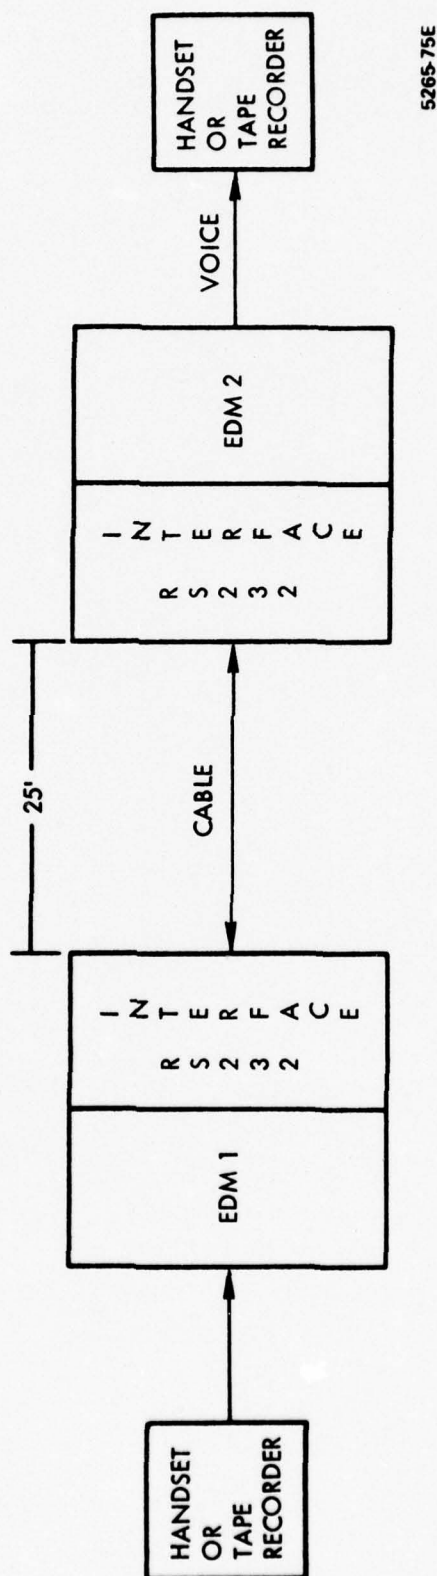 HANDSET
OR
TAPE
RECORDER
EDM 1
RS232
INTERFACE
25'
CABLE
RS232
INTERFACE
EDM 2
VOICE
HANDSET
OR
TAPE
RECORDER
5265-75E